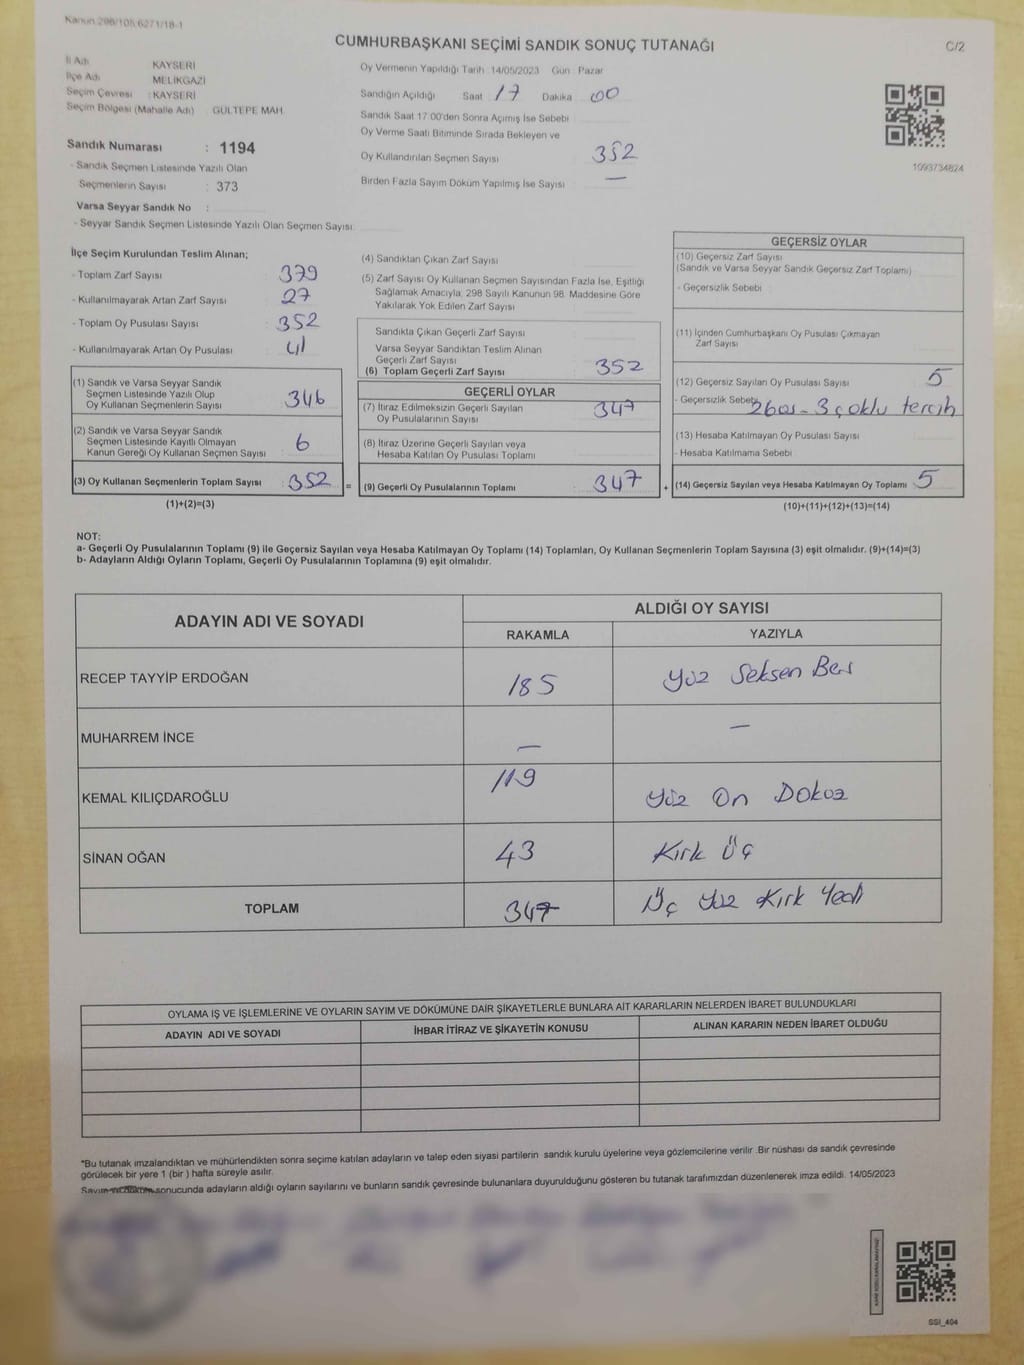 Kanun 298/105,6271/18-1
CUMHURBAŞKANI SEÇİMİ SANDIK SONUÇ TUTANAĞI
C/2
İl Adı KAYSERİ
İlçe Adı MELİKGAZİ
Seçim Çevresi : KAYSERİ
Seçim Bölgesi (Mahalle Adı) : GÜLTEPE MAH.
Sandık Numarası : 1194
- Sandık Seçmen Listesinde Yazılı Olan
Seçmenlerin Sayısı : 373
Varsa Seyyar Sandık No :
- Seyyar Sandık Seçmen Listesinde Yazılı Olan Seçmen Sayısı:
Oy Vermenin Yapıldığı Tarih :14/05/2023 Gün : Pazar
Sandığın Açıldığı Saat 17 Dakika 00
Sandık Saat 17:00'den Sonra Açılmış İse Sebebi
Oy Verme Saati Bitiminde Sırada Bekleyen ve
Oy Kullandırılan Seçmen Sayısı 352
Birden Fazla Sayım Döküm Yapılmış İse Sayısı —
1093734824
İlçe Seçim Kurulundan Teslim Alınan;
- Toplam Zarf Sayısı : 379
- Kullanılmayarak Artan Zarf Sayısı : 27
- Toplam Oy Pusulası Sayısı : 352
- Kullanılmayarak Artan Oy Pusulası : 41
(1) Sandık ve Varsa Seyyar Sandık
Seçmen Listesinde Yazılı Olup
Oy Kullanan Seçmenlerin Sayısı : 346
(2) Sandık ve Varsa Seyyar Sandık
Seçmen Listesinde Kayıtlı Olmayan
Kanun Gereği Oy Kullanan Seçmen Sayısı : 6
(3) Oy Kullanan Seçmenlerin Toplam Sayısı : 352
(1)+(2)=(3)
(4) Sandıktan Çıkan Zarf Sayısı
(5) Zarf Sayısı Oy Kullanan Seçmen Sayısından Fazla İse, Eşitliği
Sağlamak Amacıyla, 298 Sayılı Kanunun 98. Maddesine Göre
Yakılarak Yok Edilen Zarf Sayısı
Sandıkta Çıkan Geçerli Zarf Sayısı
Varsa Seyyar Sandıktan Teslim Alınan
Geçerli Zarf Sayısı
(6) Toplam Geçerli Zarf Sayısı 352
GEÇERLİ OYLAR
(7) İtiraz Edilmeksizin Geçerli Sayılan
Oy Pusulalarının Sayısı 347
(8) İtiraz Üzerine Geçerli Sayılan veya
Hesaba Katılan Oy Pusulası Toplamı
= (9) Geçerli Oy Pusulalarının Toplamı 347
GEÇERSİZ OYLAR
(10) Geçersiz Zarf Sayısı
(Sandık ve Varsa Seyyar Sandık Geçersiz Zarf Toplamı)
- Geçersizlik Sebebi :
(11) İçinden Cumhurbaşkanı Oy Pusulası Çıkmayan
Zarf Sayısı
(12) Geçersiz Sayılan Oy Pusulası Sayısı 5
- Geçersizlik Sebebi 2 boş - 3 çoklu tercih
(13) Hesaba Katılmayan Oy Pusulası Sayısı
- Hesaba Katılmama Sebebi
+ (14) Geçersiz Sayılan veya Hesaba Katılmayan Oy Toplamı 5
(10)+(11)+(12)+(13)=(14)
NOT:
a- Geçerli Oy Pusulalarının Toplamı (9) ile Geçersiz Sayılan veya Hesaba Katılmayan Oy Toplamı (14) Toplamları, Oy Kullanan Seçmenlerin Toplam Sayısına (3) eşit olmalıdır. (9)+(14)=(3)
b- Adayların Aldığı Oyların Toplamı, Geçerli Oy Pusulalarının Toplamına (9) eşit olmalıdır.
ADAYIN ADI VE SOYADI
ALDIĞI OY SAYISI
RAKAMLA YAZIYLA
RECEP TAYYİP ERDOĞAN 185 Yüz Seksen Beş
MUHARREM İNCE — —
KEMAL KILIÇDAROĞLU 119 Yüz On Dokuz
SİNAN OĞAN 43 Kırk Üç
TOPLAM 347 Üç Yüz Kırk Yedi
OYLAMA İŞ VE İŞLEMLERİNE VE OYLARIN SAYIM VE DÖKÜMÜNE DAİR ŞİKAYETLERLE BUNLARA AİT KARARLARIN NELERDEN İBARET BULUNDUKLARI
ADAYIN ADI VE SOYADI İHBAR İTİRAZ VE ŞİKAYETİN KONUSU ALINAN KARARIN NEDEN İBARET OLDUĞU
*Bu tutanak imzalandıktan ve mühürlendikten sonra seçime katılan adayların ve talep eden siyasi partilerin sandık kurulu üyelerine veya gözlemcilerine verilir .Bir nüshası da sandık çevresinde
görülecek bir yere 1 (bir ) hafta süreyle asılır.
Sayım ve döküm sonucunda adayların aldığı oyların sayılarını ve bunların sandık çevresinde bulunanlara duyurulduğunu gösteren bu tutanak tarafımızdan düzenlenerek imza edildi. 14/05/2023
SSI_404